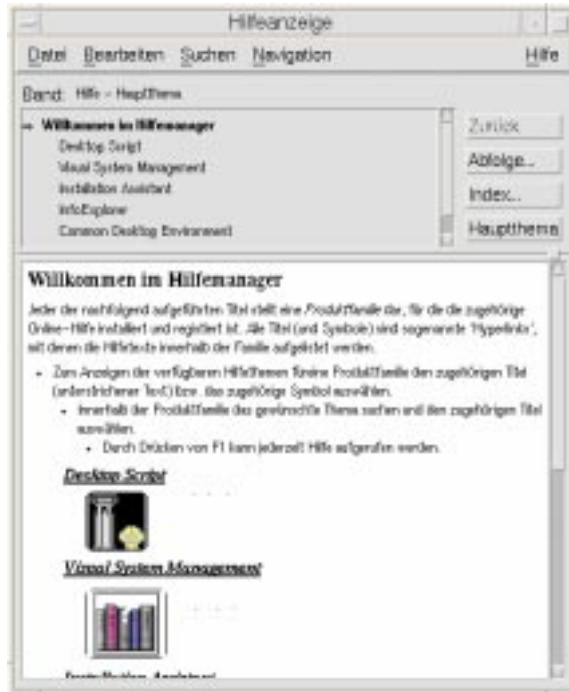 Hilfeanzeige
Datei Bearbeiten Suchen Navigation Hilfe
Band: Hilfe - Hauptthema
Willkommen im Hilfemanager
Desktop Script
Visual System Management
Installation Assistant
InfoExplorer
Common Desktop Environment
Zurück
Abfolge...
Index...
Hauptthema
Willkommen im Hilfemanager
Jeder der nachfolgend aufgeführten Titel stellt eine Produktfamilie dar, für die die zugehörige
Online-Hilfe installiert und registriert ist. Alle Titel (und Symbole) sind sogenannte 'Hyperlinks',
mit denen die Hilfetexte innerhalb der Familie aufgelistet werden.
• Zum Anzeigen der verfügbaren Hilfethemen für eine Produktfamilie den zugehörigen Titel
(unterstrichener Text) bzw. das zugehörige Symbol auswählen.
• Innerhalb der Produktfamilie das gewünschte Thema suchen und den zugehörigen Titel
auswählen.
• Durch Drücken von F1 kann jederzeit Hilfe aufgerufen werden.
Desktop Script
Visual System Management
Installation Assistant